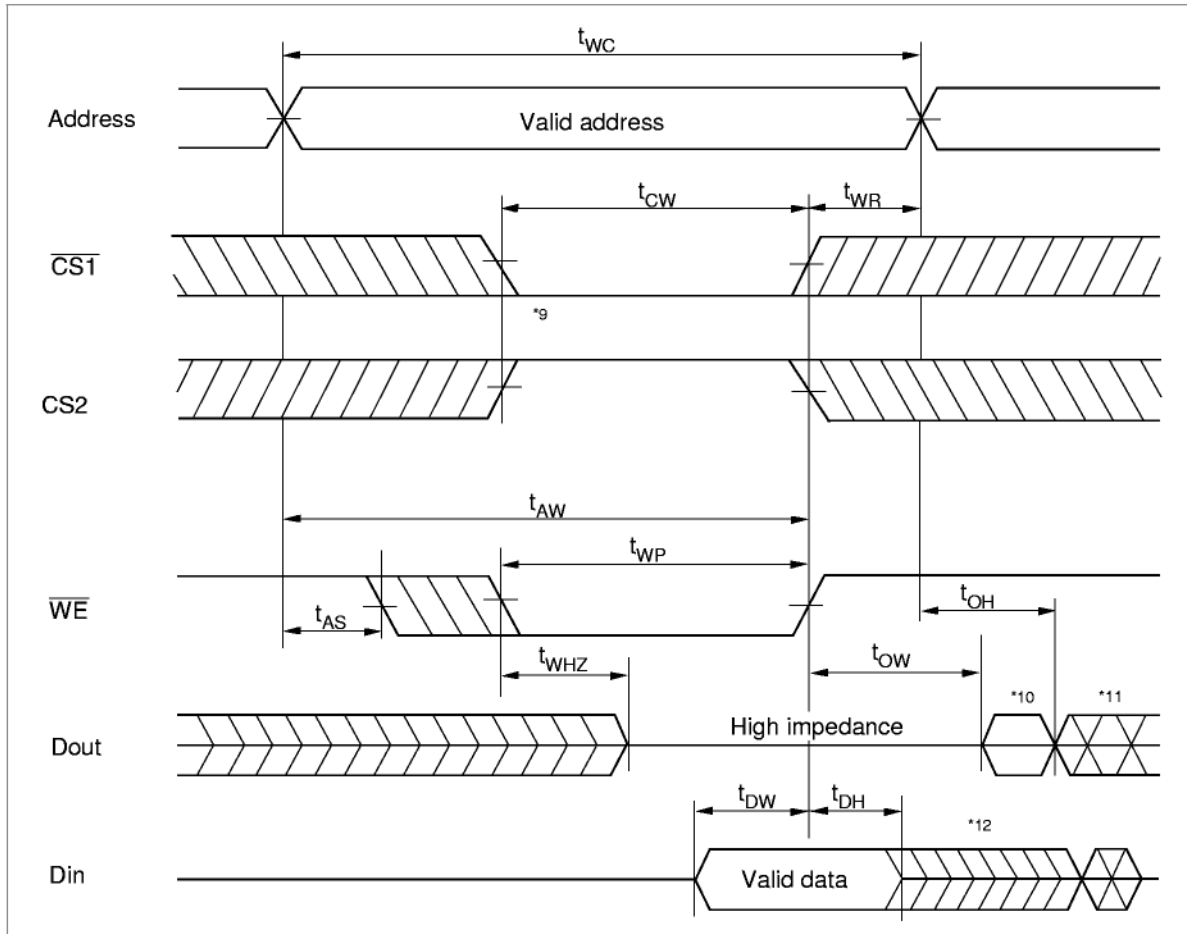 tWC
Address
Valid address
tCW
tWR
CS1
*9
CS2
tAW
tWP
WE
tAS
tOH
tWHZ
tOW
*10
*11
Dout
High impedance
tDW
tDH
*12
Din
Valid data